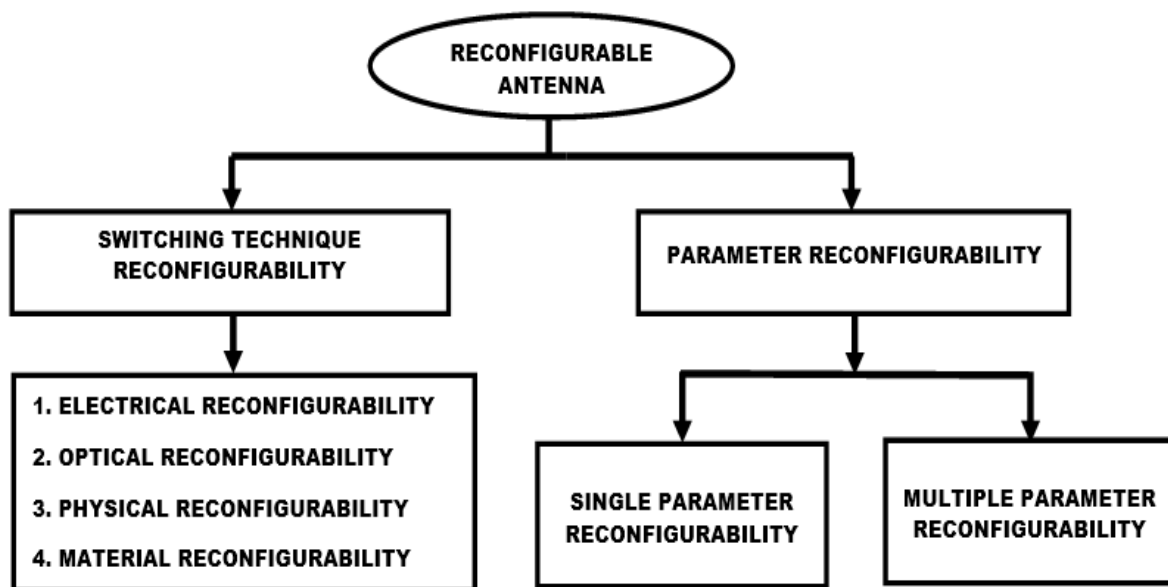 RECONFIGURABLE
ANTENNA
SWITCHING TECHNIQUE
RECONFIGURABILITY
PARAMETER RECONFIGURABILITY
1. ELECTRICAL RECONFIGURABILITY
2. OPTICAL RECONFIGURABILITY
3. PHYSICAL RECONFIGURABILITY
4. MATERIAL RECONFIGURABILITY
SINGLE PARAMETER
RECONFIGURABILITY
MULTIPLE PARAMETER
RECONFIGURABILITY